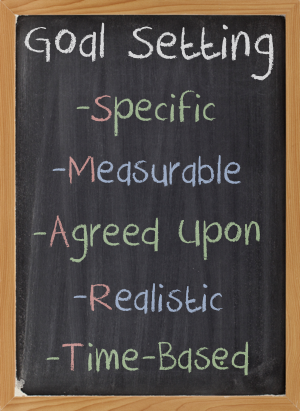 Goal Setting
-Specific
-Measurable
-Agreed upon
-Realistic
-Time-Based